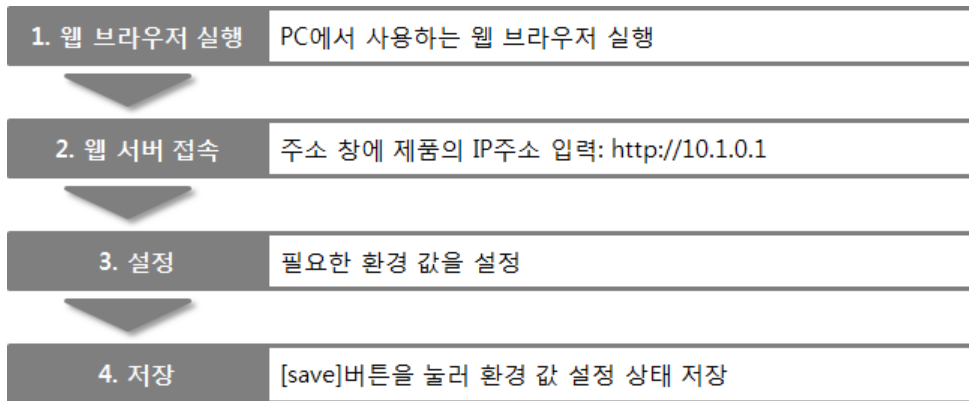 1. 웹 브라우저 실행 PC에서 사용하는 웹 브라우저 실행
2. 웹 서버 접속 주소 창에 제품의 IP주소 입력: http://10.1.0.1
3. 설정 필요한 환경 값을 설정
4. 저장 [save]버튼을 눌러 환경 값 설정 상태 저장